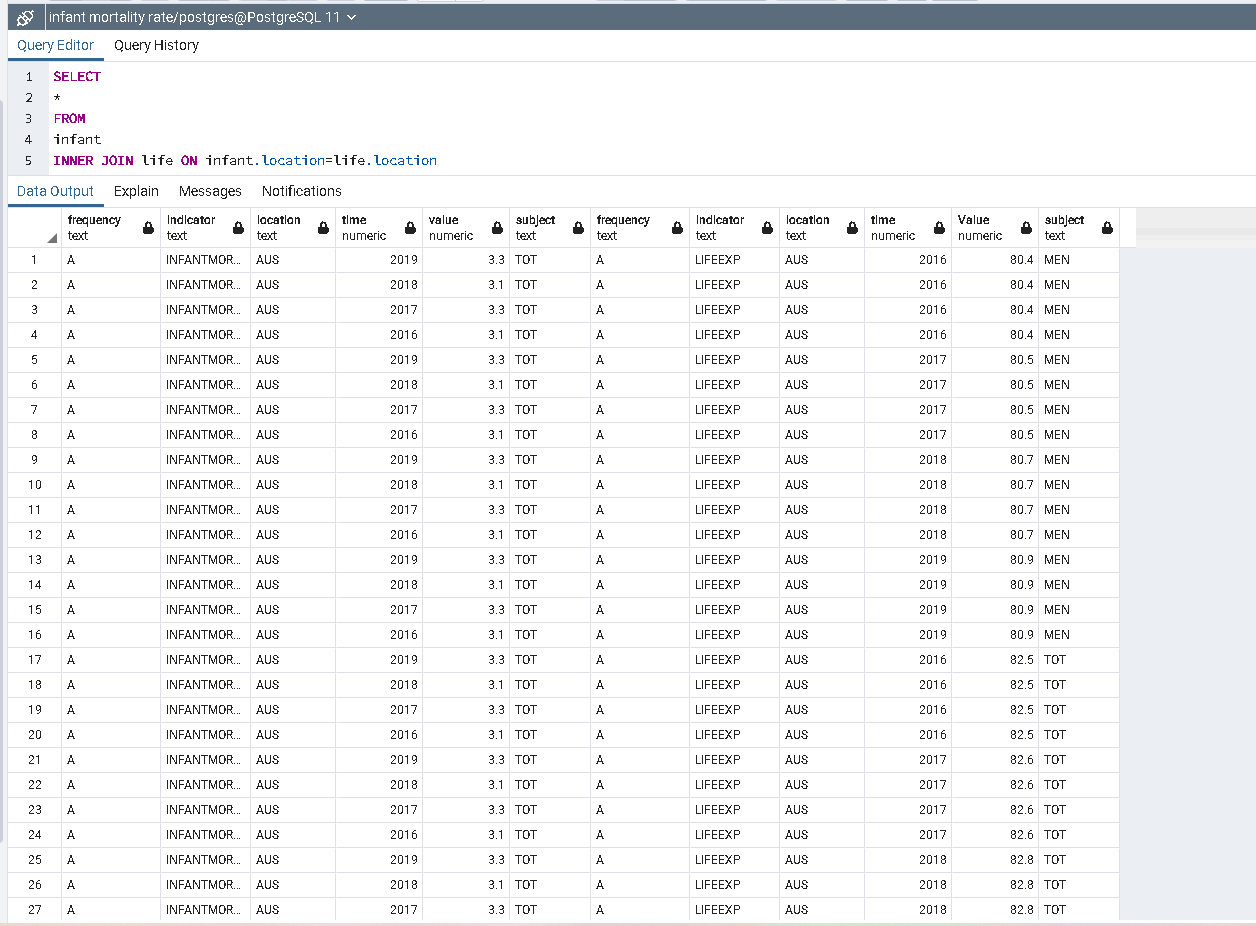 infant mortality rate/postgres@PostgreSQL 11
Query Editor Query History
1 SELECT
2 *
3 FROM
4 infant
5 INNER JOIN life ON infant.location=life.location
Data Output Explain Messages Notifications
frequency indicator location time value subject frequency indicator location time Value subject
text text text numeric numeric text text text text numeric numeric text
1 A INFANTMOR... AUS 2019 3.3 TOT A LIFEEXP AUS 2016 80.4 MEN
2 A INFANTMOR... AUS 2018 3.1 TOT A LIFEEXP AUS 2016 80.4 MEN
3 A INFANTMOR... AUS 2017 3.3 TOT A LIFEEXP AUS 2016 80.4 MEN
4 A INFANTMOR... AUS 2016 3.1 TOT A LIFEEXP AUS 2016 80.4 MEN
5 A INFANTMOR... AUS 2019 3.3 TOT A LIFEEXP AUS 2017 80.5 MEN
6 A INFANTMOR... AUS 2018 3.1 TOT A LIFEEXP AUS 2017 80.5 MEN
7 A INFANTMOR... AUS 2017 3.3 TOT A LIFEEXP AUS 2017 80.5 MEN
8 A INFANTMOR... AUS 2016 3.1 TOT A LIFEEXP AUS 2017 80.5 MEN
9 A INFANTMOR... AUS 2019 3.3 TOT A LIFEEXP AUS 2018 80.7 MEN
10 A INFANTMOR... AUS 2018 3.1 TOT A LIFEEXP AUS 2018 80.7 MEN
11 A INFANTMOR... AUS 2017 3.3 TOT A LIFEEXP AUS 2018 80.7 MEN
12 A INFANTMOR... AUS 2016 3.1 TOT A LIFEEXP AUS 2018 80.7 MEN
13 A INFANTMOR... AUS 2019 3.3 TOT A LIFEEXP AUS 2019 80.9 MEN
14 A INFANTMOR... AUS 2018 3.1 TOT A LIFEEXP AUS 2019 80.9 MEN
15 A INFANTMOR... AUS 2017 3.3 TOT A LIFEEXP AUS 2019 80.9 MEN
16 A INFANTMOR... AUS 2016 3.1 TOT A LIFEEXP AUS 2019 80.9 MEN
17 A INFANTMOR... AUS 2019 3.3 TOT A LIFEEXP AUS 2016 82.5 TOT
18 A INFANTMOR... AUS 2018 3.1 TOT A LIFEEXP AUS 2016 82.5 TOT
19 A INFANTMOR... AUS 2017 3.3 TOT A LIFEEXP AUS 2016 82.5 TOT
20 A INFANTMOR... AUS 2016 3.1 TOT A LIFEEXP AUS 2016 82.5 TOT
21 A INFANTMOR... AUS 2019 3.3 TOT A LIFEEXP AUS 2017 82.6 TOT
22 A INFANTMOR... AUS 2018 3.1 TOT A LIFEEXP AUS 2017 82.6 TOT
23 A INFANTMOR... AUS 2017 3.3 TOT A LIFEEXP AUS 2017 82.6 TOT
24 A INFANTMOR... AUS 2016 3.1 TOT A LIFEEXP AUS 2017 82.6 TOT
25 A INFANTMOR... AUS 2019 3.3 TOT A LIFEEXP AUS 2018 82.8 TOT
26 A INFANTMOR... AUS 2018 3.1 TOT A LIFEEXP AUS 2018 82.8 TOT
27 A INFANTMOR... AUS 2017 3.3 TOT A LIFEEXP AUS 2018 82.8 TOT